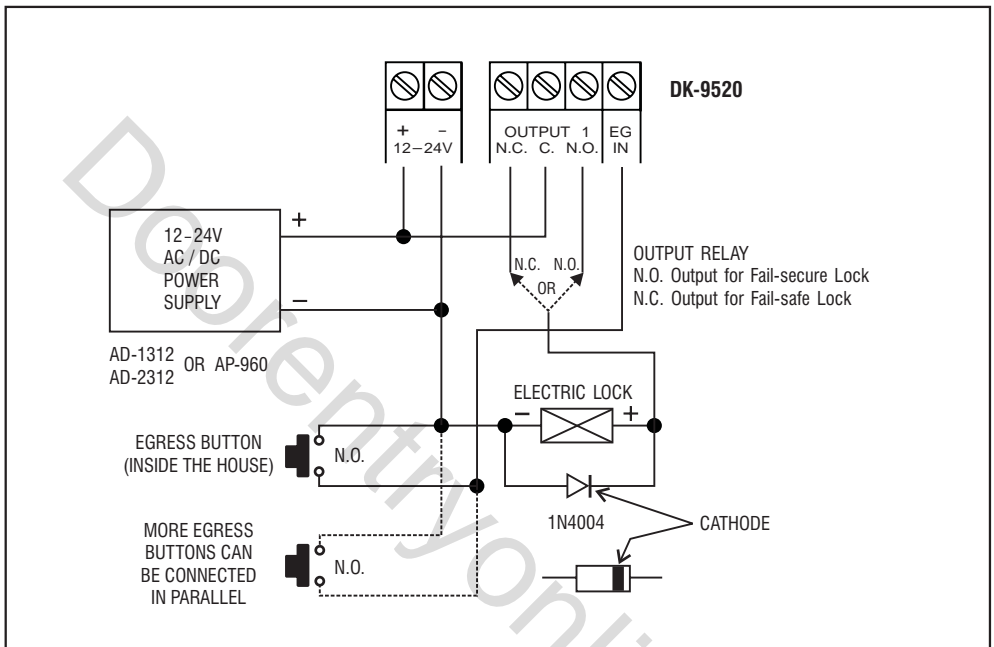 DK-9520
+ –
12–24V
OUTPUT 1
N.C. C. N.O.
EG
IN
12-24V
AC / DC
POWER
SUPPLY
+
–
AD-1312
AD-2312
OR AP-960
N.C. N.O.
OR
OUTPUT RELAY
N.O. Output for Fail-secure Lock
N.C. Output for Fail-safe Lock
ELECTRIC LOCK
– +
EGRESS BUTTON
(INSIDE THE HOUSE)
N.O.
1N4004
CATHODE
MORE EGRESS
BUTTONS CAN
BE CONNECTED
IN PARALLEL
N.O.
Doorentryonli